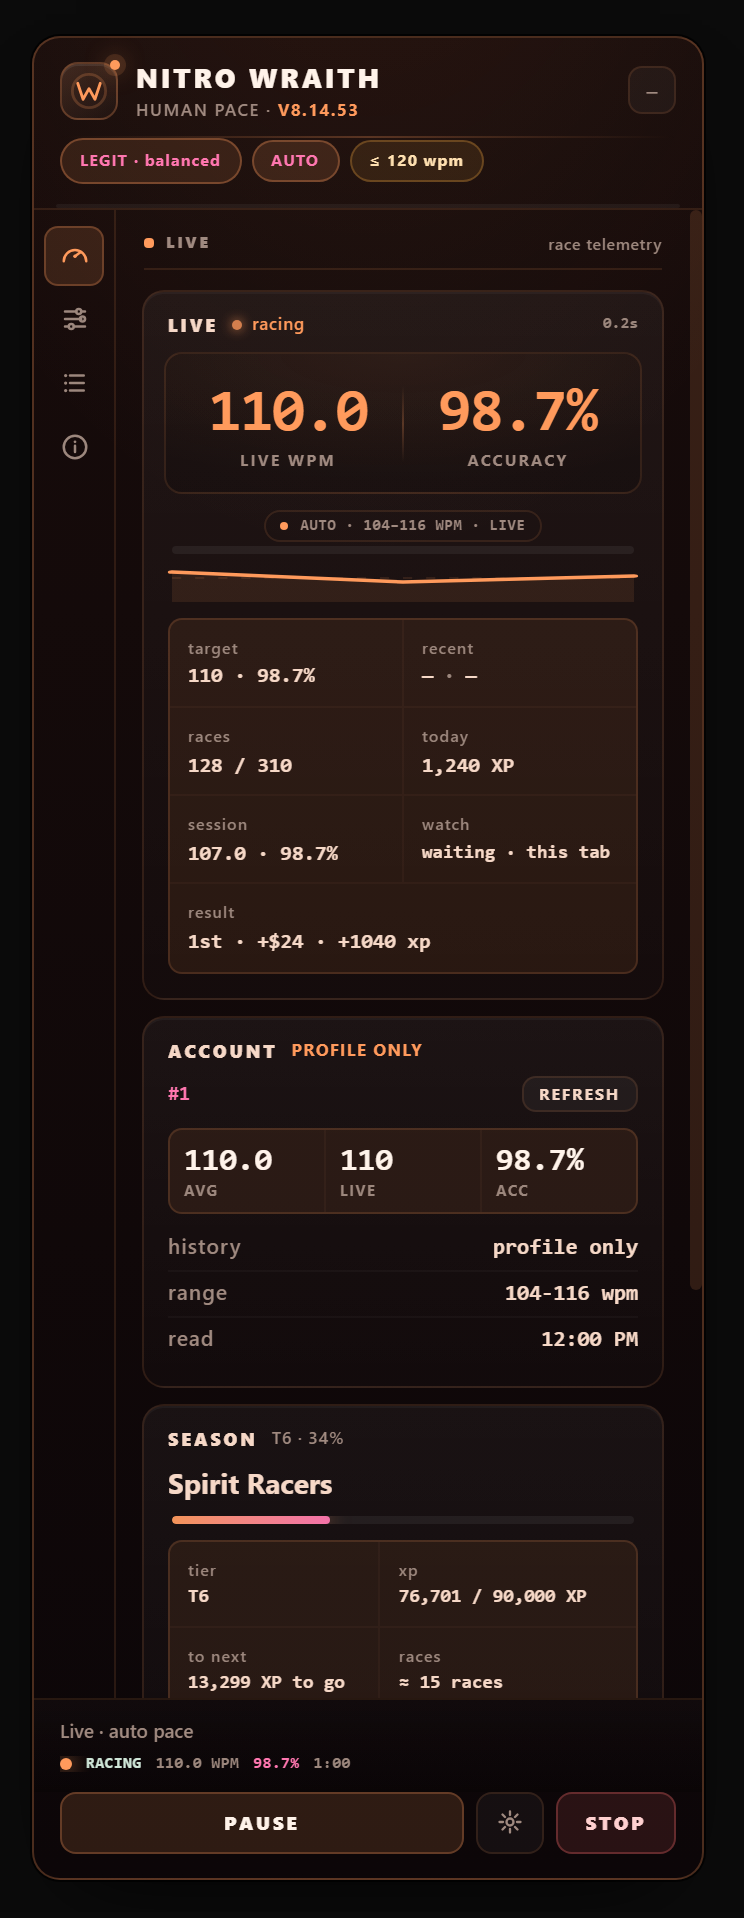 NITRO WRAITH
HUMAN PACE · V8.14.53
–
LEGIT · balanced AUTO ≤ 120 wpm
LIVE race telemetry
LIVE racing 0.2s
110.0 98.7%
LIVE WPM ACCURACY
AUTO · 104–116 WPM · LIVE
target recent
110 · 98.7% — · —
races today
128 / 310 1,240 XP
session watch
107.0 · 98.7% waiting · this tab
result
1st · +$24 · +1040 xp
ACCOUNT PROFILE ONLY
#1 REFRESH
110.0 110 98.7%
AVG LIVE ACC
history profile only
range 104-116 wpm
read 12:00 PM
SEASON T6 · 34%
Spirit Racers
tier xp
T6 76,701 / 90,000 XP
to next races
13,299 XP to go ≈ 15 races
Live · auto pace
RACING 110.0 WPM 98.7% 1:00
PAUSE STOP